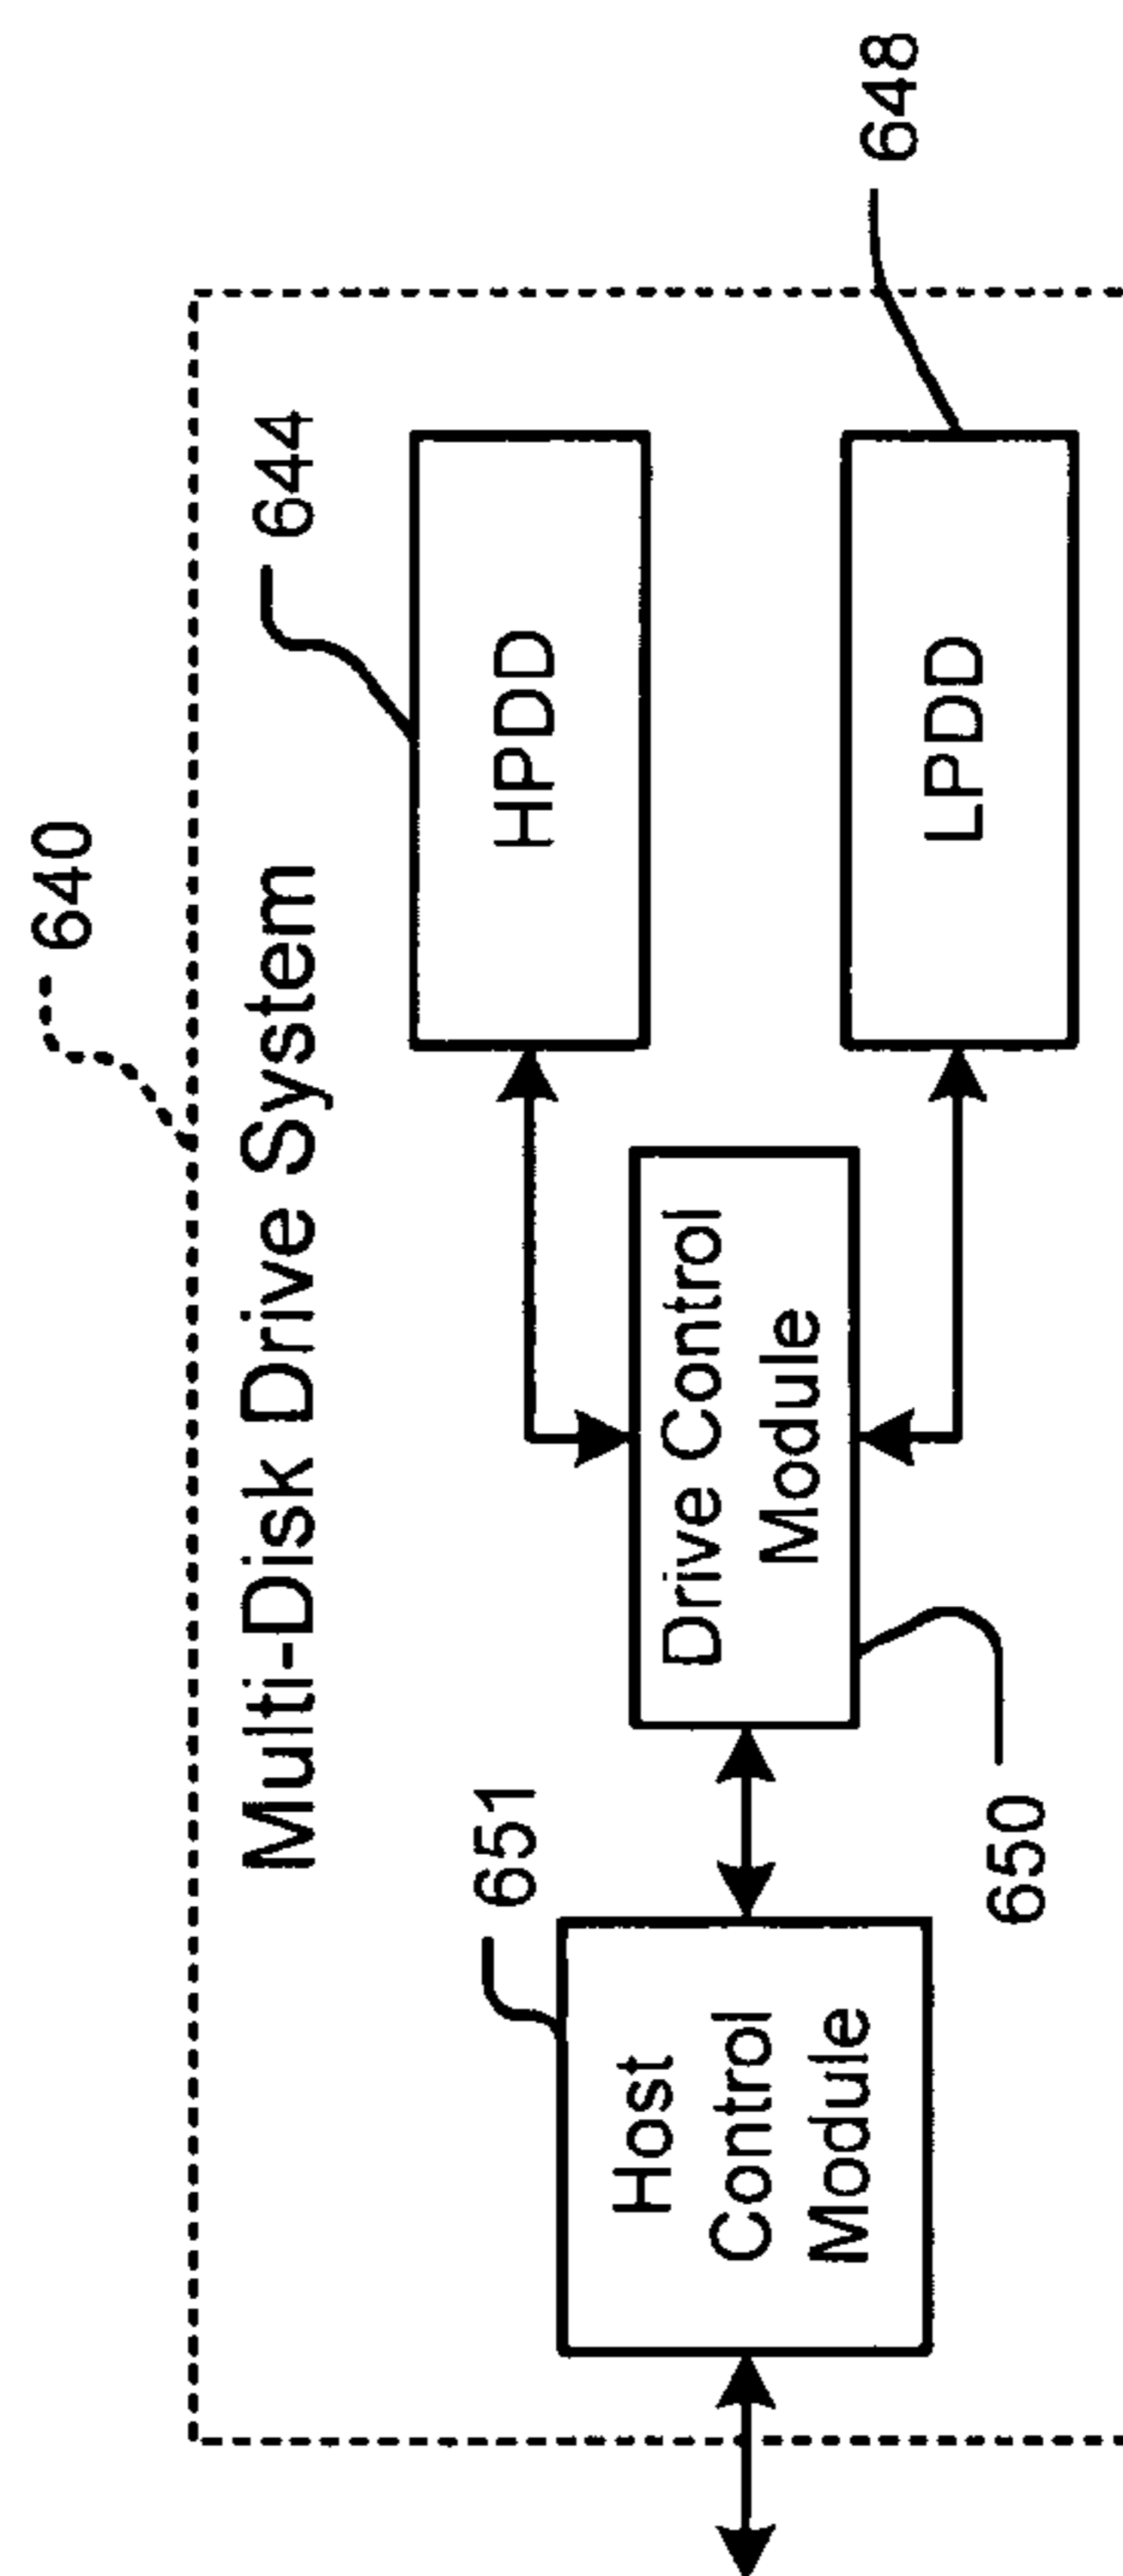 640
Multi-Disk Drive System
644
HPDD
651
Host
Control
Module
Drive Control
Module
650
LPDD
648